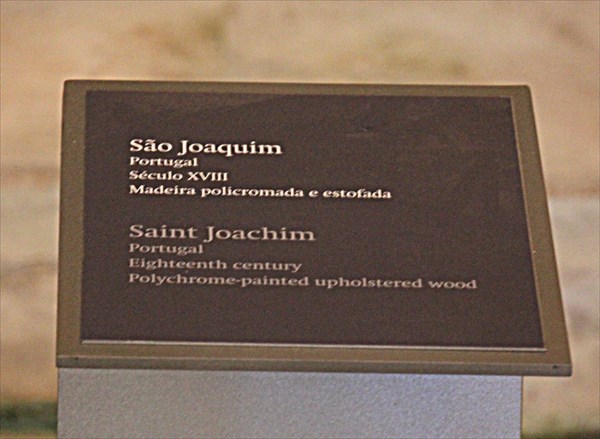 São Joaquim
Portugal
Século XVIII
Madeira policromada e estofada
Saint Joachim
Portugal
Eighteenth century
Polychrome-painted upholstered wood